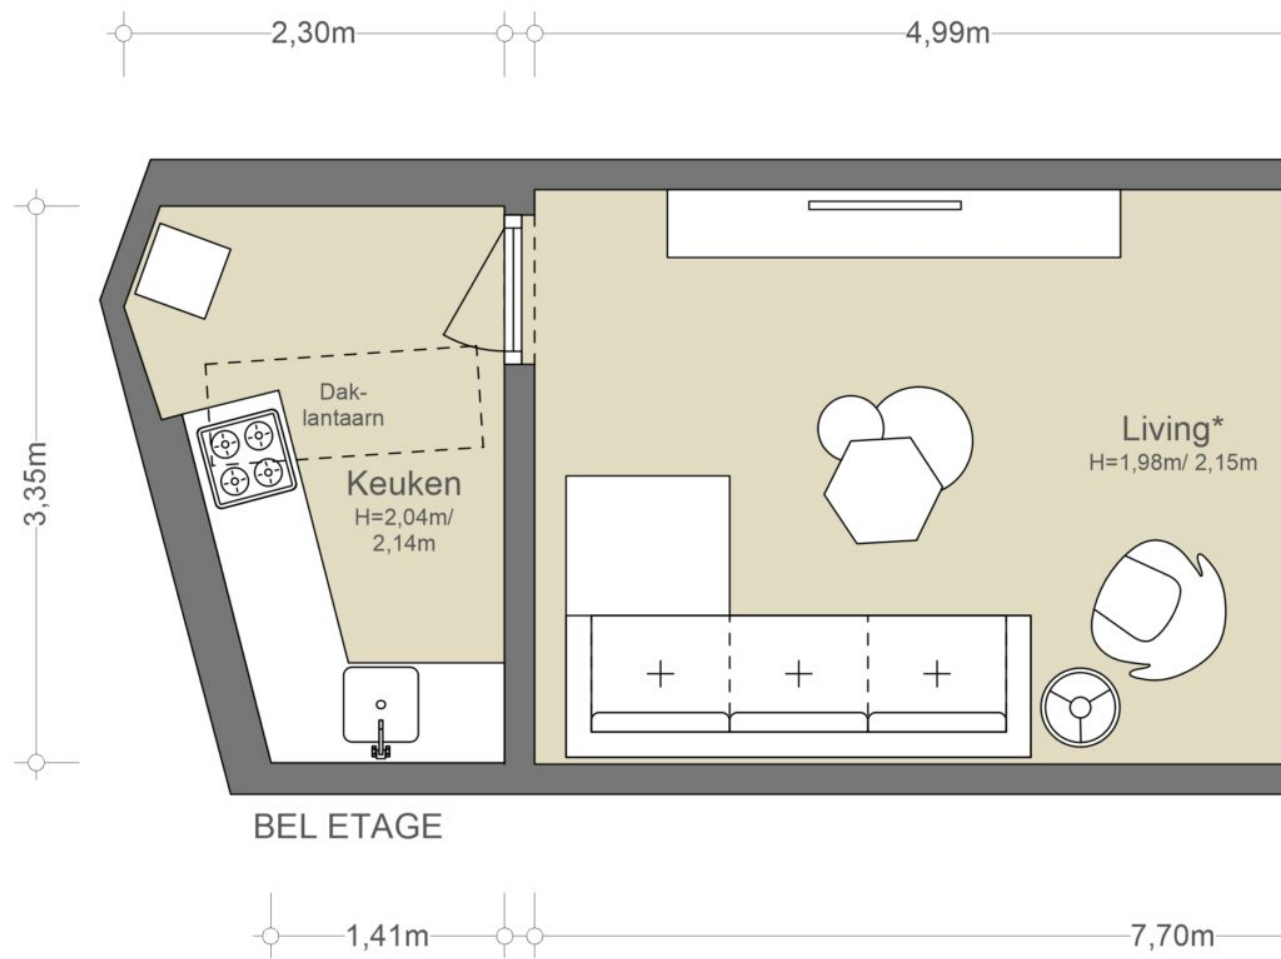 2,30m
4,99m
3,35m
Dak-
lantaarn
Keuken
H=2,04m/
2,14m
Living*
H=1,98m/ 2,15m
BEL ETAGE
1,41m
7,70m